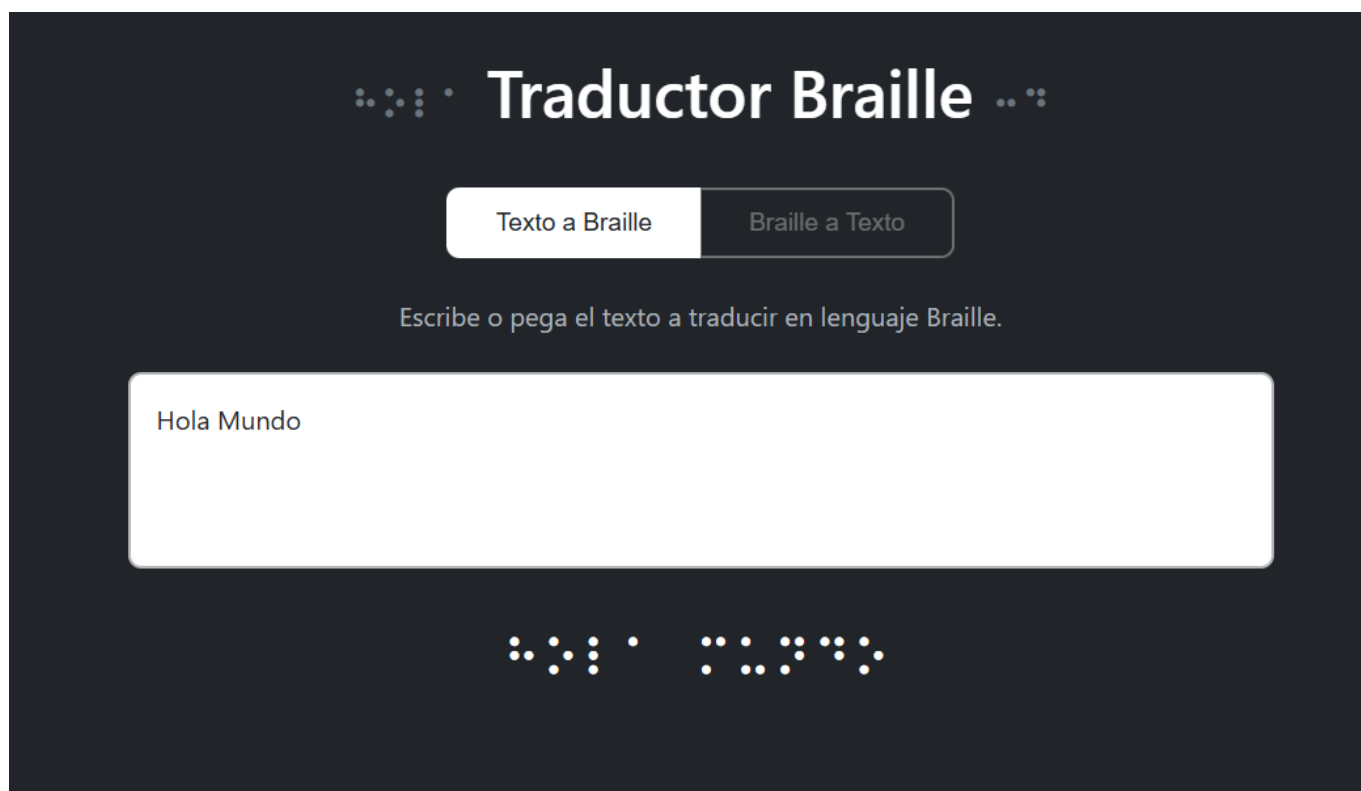 ⠓⠕⠇⠁ Traductor Braille ⠒⠙
Texto a Braille Braille a Texto
Escribe o pega el texto a traducir en lenguaje Braille.
Hola Mundo
⠓⠕⠇⠁ ⠍⠥⠝⠙⠕